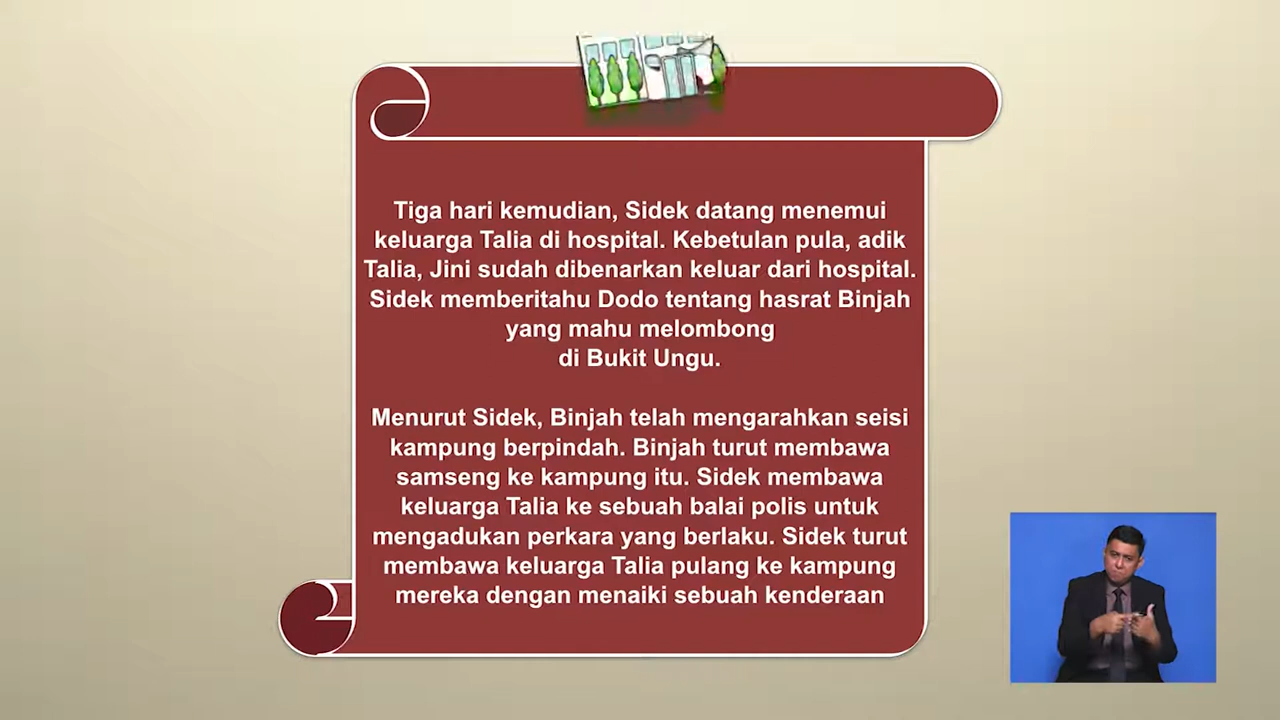 Tiga hari kemudian, Sidek datang menemui
keluarga Talia di hospital. Kebetulan pula, adik
Talia, Jini sudah dibenarkan keluar dari hospital.
Sidek memberitahu Dodo tentang hasrat Binjah
yang mahu melombong
di Bukit Ungu.
Menurut Sidek, Binjah telah mengarahkan seisi
kampung berpindah. Binjah turut membawa
samseng ke kampung itu. Sidek membawa
keluarga Talia ke sebuah balai polis untuk
mengadukan perkara yang berlaku. Sidek turut
membawa keluarga Talia pulang ke kampung
mereka dengan menaiki sebuah kenderaan